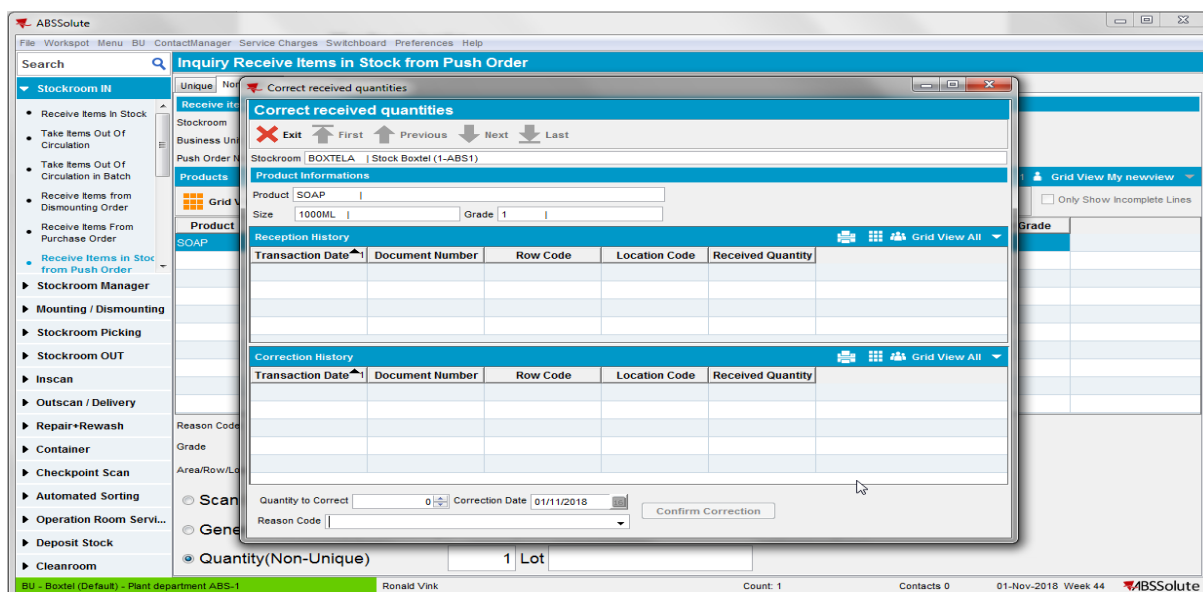 ABSSolute
File Workspot Menu BU ContactManager Service Charges Switchboard Preferences Help
Search
Inquiry Receive Items in Stock from Push Order
Stockroom IN
Receive Items In Stock
Take Items Out Of
Circulation
Take Items Out Of
Circulation in Batch
Receive Items from
Dismounting Order
Receive Items From
Purchase Order
Receive Items in Stoc
from Push Order
Stockroom Manager
Mounting / Dismounting
Stockroom Picking
Stockroom OUT
Inscan
Outscan / Delivery
Repair+Rewash
Container
Checkpoint Scan
Automated Sorting
Operation Room Servi...
Deposit Stock
Cleanroom
Unique Non
Receive ite
Stockroom
Business Uni
Push Order N
Products
1 Grid View My newview
Grid V
Only Show Incomplete Lines
Product
Grade
SOAP
Correct received quantities
Correct received quantities
Exit First Previous Next Last
Stockroom BOXTELA | Stock Boxtel (1-ABS1)
Product Informations
Product SOAP |
Size 1000ML | Grade 1 |
Reception History Grid View All
Transaction Date 1 Document Number Row Code Location Code Received Quantity
Correction History Grid View All
Transaction Date 1 Document Number Row Code Location Code Received Quantity
Quantity to Correct 0 Correction Date 01/11/2018
Confirm Correction
Reason Code
Reason Code
Grade
Area/Row/Lo
Scan
Gene
Quantity(Non-Unique) 1 Lot
BU - Boxtel (Default) - Plant department ABS-1 Ronald Vink Count: 1 Contacts 0 01-Nov-2018 Week 44 ABSSolute